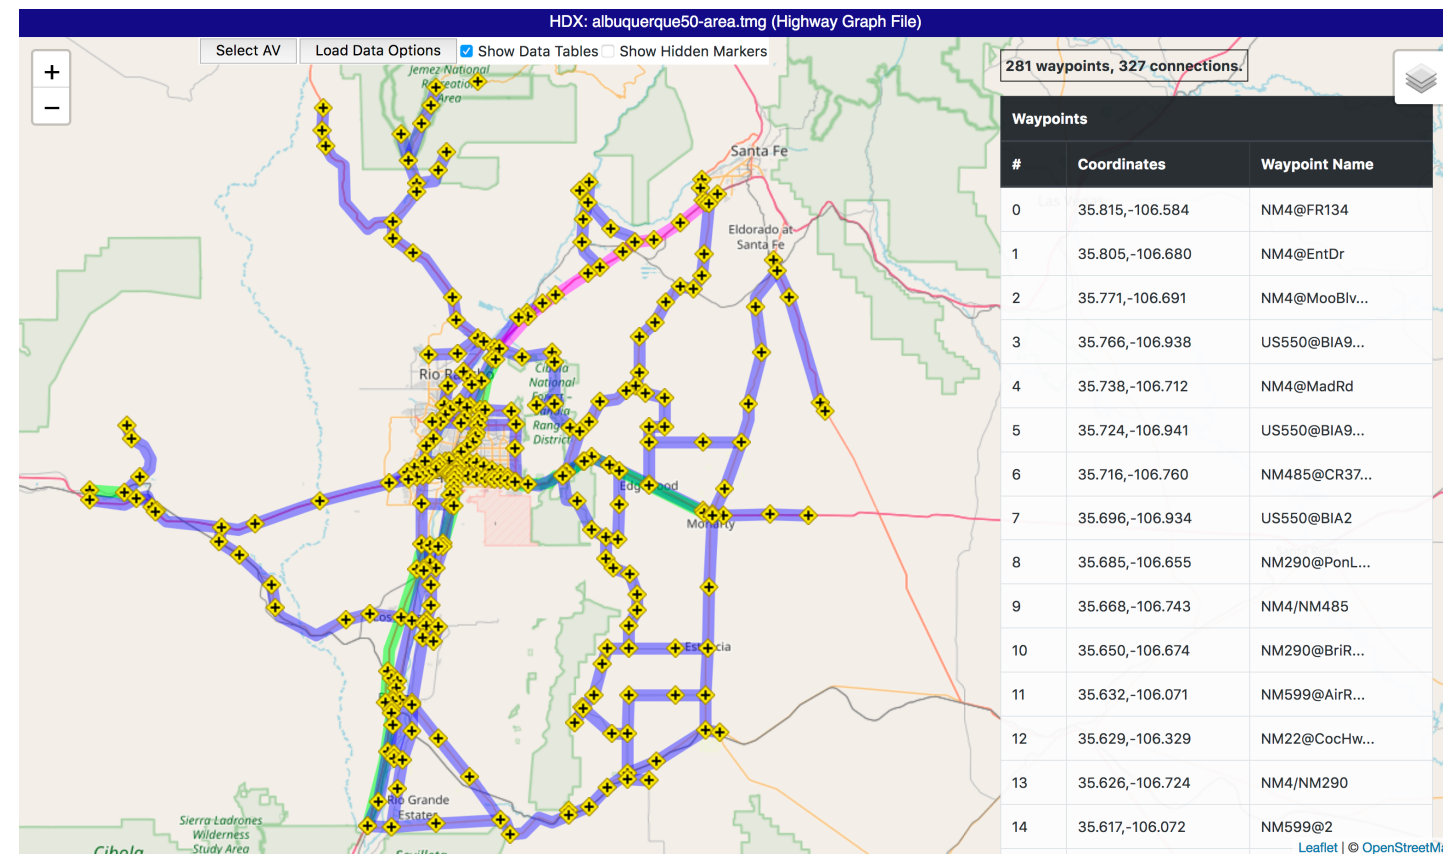 HDX: albuquerque50-area.tmg (Highway Graph File)
Select AV
Load Data Options
Show Data Tables
Show Hidden Markers
+
−
281 waypoints, 327 connections.
Waypoints
# Coordinates Waypoint Name
0 35.815,-106.584 NM4@FR134
1 35.805,-106.680 NM4@EntDr
2 35.771,-106.691 NM4@MooBlv...
3 35.766,-106.938 US550@BIA9...
4 35.738,-106.712 NM4@MadRd
5 35.724,-106.941 US550@BIA9...
6 35.716,-106.760 NM485@CR37...
7 35.696,-106.934 US550@BIA2
8 35.685,-106.655 NM290@PonL...
9 35.668,-106.743 NM4/NM485
10 35.650,-106.674 NM290@BriR...
11 35.632,-106.071 NM599@AirR...
12 35.629,-106.329 NM22@CocHw...
13 35.626,-106.724 NM4/NM290
14 35.617,-106.072 NM599@2
Jemez National
Area
Santa Fe
Eldorado at
Santa Fe
Rio
National
District
Rio Grande
Estates
Sierra Ladrones
Wilderness
Study Area
Cibola
Leaflet | © OpenStreetMa